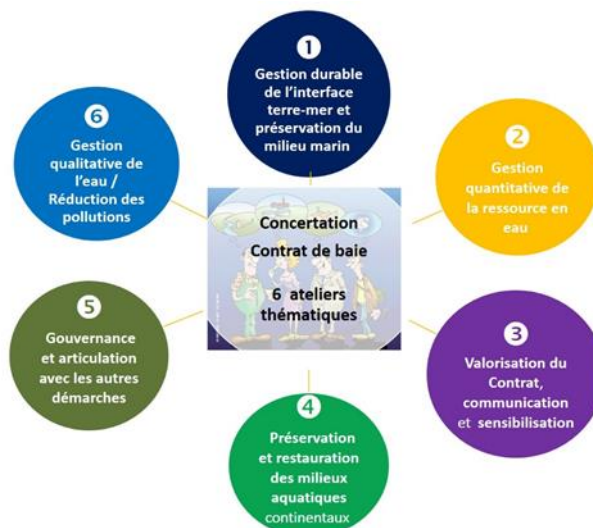 1
Gestion durable
de l'interface
terre-mer et
préservation du
milieu marin
2
Gestion
quantitative de
la ressource en
eau
3
Valorisation du
Contrat,
communication
et sensibilisation
4
Préservation
et restauration
des milieux
aquatiques
continentaux
5
Gouvernance
et articulation
avec les autres
démarches
6
Gestion
qualitative de
l'eau /
Réduction des
pollutions
Concertation
Contrat de baie
6 ateliers
thématiques